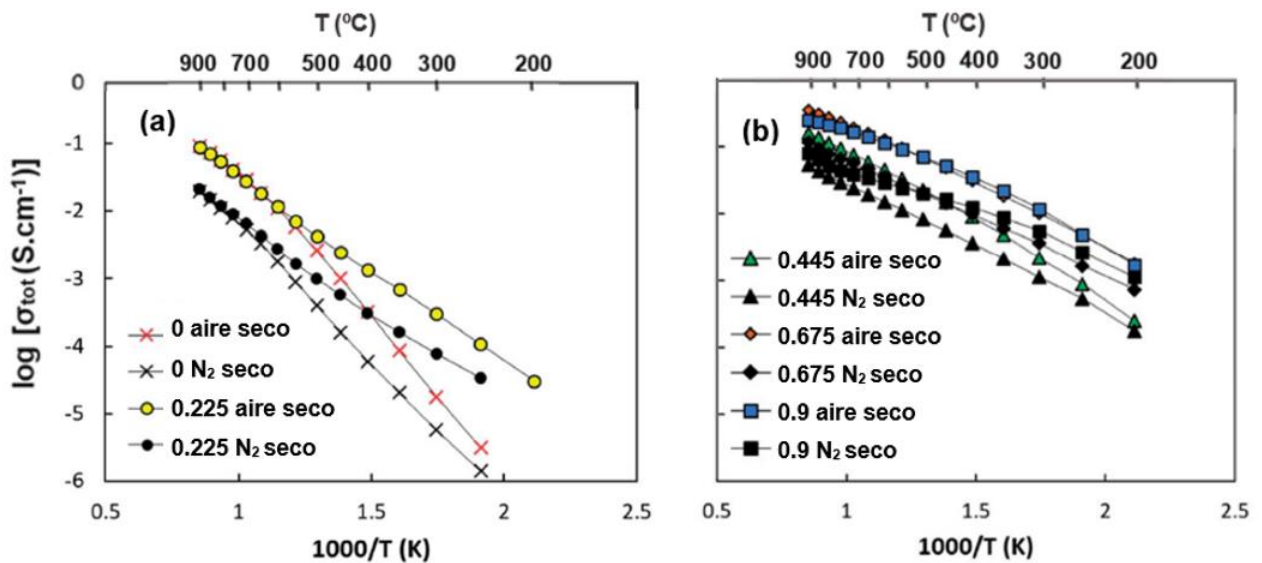 T (ºC)
900 700 500 400 300 200
(a)
0
-1
-2
-3
-4
-5
-6
log [σtot (S.cm⁻¹)]
0 aire seco
0 N₂ seco
0.225 aire seco
0.225 N₂ seco
0.5 1 1.5 2 2.5
1000/T (K)
T (ºC)
900 700 500 400 300 200
(b)
0.445 aire seco
0.445 N₂ seco
0.675 aire seco
0.675 N₂ seco
0.9 aire seco
0.9 N₂ seco
0.5 1 1.5 2 2.5
1000/T (K)